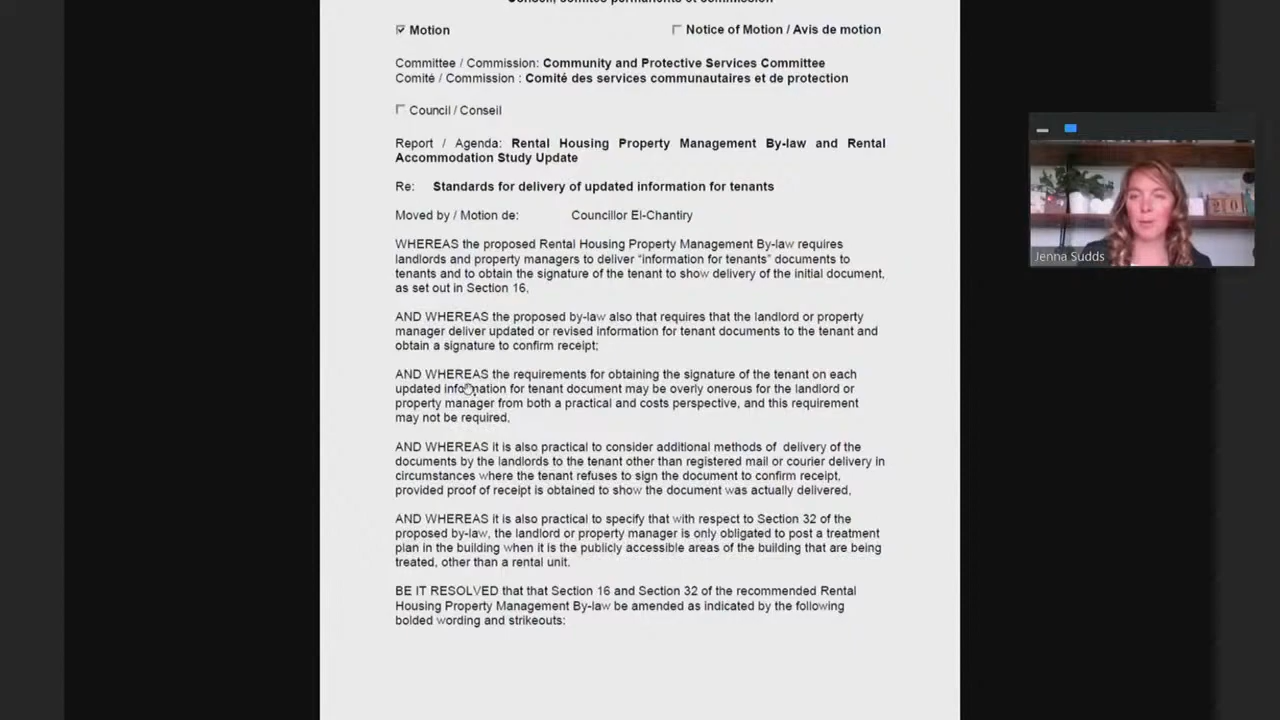 Conseil, comités permanents et commission
Motion
Notice of Motion / Avis de motion
Committee / Commission: Community and Protective Services Committee
Comité / Commission : Comité des services communautaires et de protection
Council / Conseil
Report / Agenda: Rental Housing Property Management By-law and Rental
Accommodation Study Update
Re: Standards for delivery of updated information for tenants
Moved by / Motion de: Councillor El-Chantiry
WHEREAS the proposed Rental Housing Property Management By-law requires
landlords and property managers to deliver “information for tenants” documents to
tenants and to obtain the signature of the tenant to show delivery of the initial document,
as set out in Section 16,
AND WHEREAS the proposed by-law also that requires that the landlord or property
manager deliver updated or revised information for tenant documents to the tenant and
obtain a signature to confirm receipt;
AND WHEREAS the requirements for obtaining the signature of the tenant on each
updated information for tenant document may be overly onerous for the landlord or
property manager from both a practical and costs perspective, and this requirement
may not be required,
AND WHEREAS it is also practical to consider additional methods of delivery of the
documents by the landlords to the tenant other than registered mail or courier delivery in
circumstances where the tenant refuses to sign the document to confirm receipt,
provided proof of receipt is obtained to show the document was actually delivered,
AND WHEREAS it is also practical to specify that with respect to Section 32 of the
proposed by-law, the landlord or property manager is only obligated to post a treatment
plan in the building when it is the publicly accessible areas of the building that are being
treated, other than a rental unit.
BE IT RESOLVED that that Section 16 and Section 32 of the recommended Rental
Housing Property Management By-law be amended as indicated by the following
bolded wording and strikeouts:
Jenna Sudds